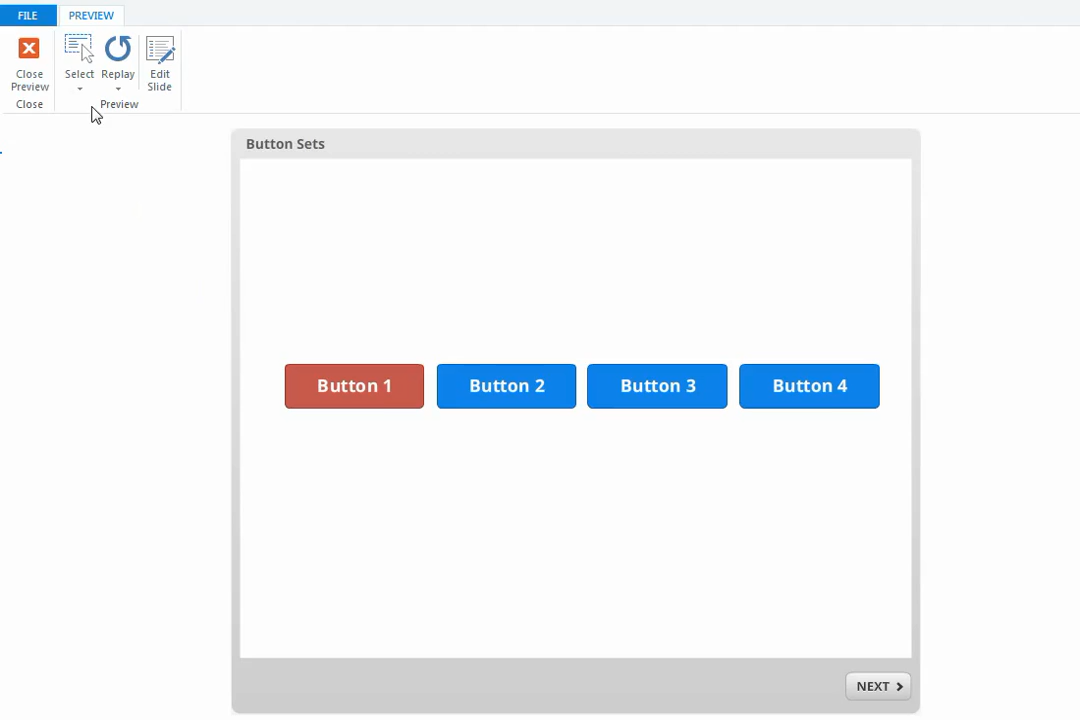 FILE PREVIEW
Close Preview
Select
Replay
Edit Slide
Close
Preview
Button Sets
Button 1 Button 2 Button 3 Button 4
NEXT